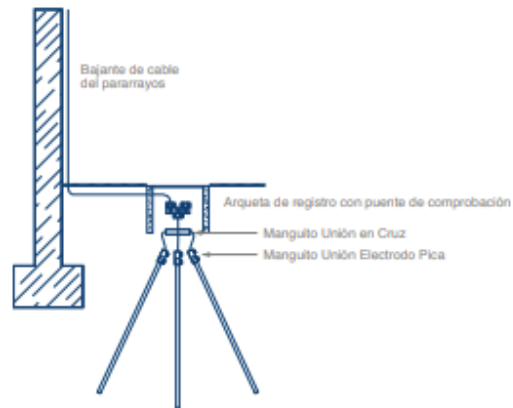 Bajante de cable
del pararrayos
Arqueta de registro con puente de comprobación
Manguito Unión en Cruz
Manguito Unión Electrodo Pica